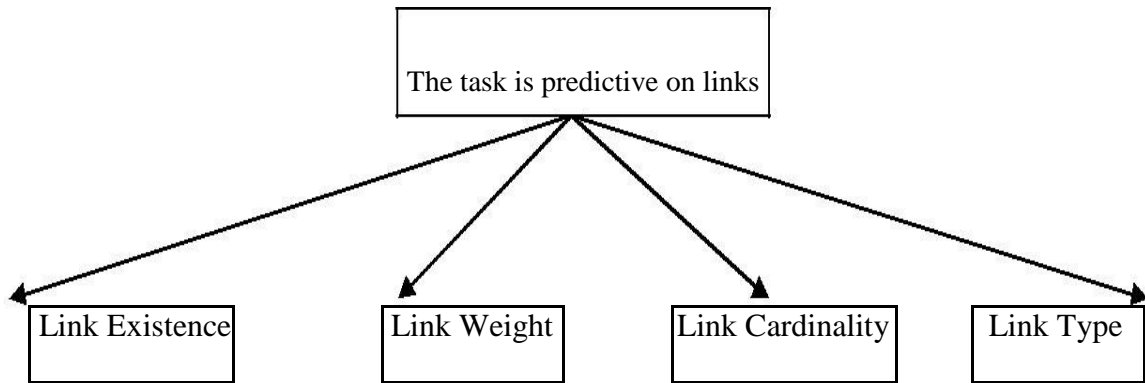 The task is predictive on links
Link Existence
Link Weight
Link Cardinality
Link Type